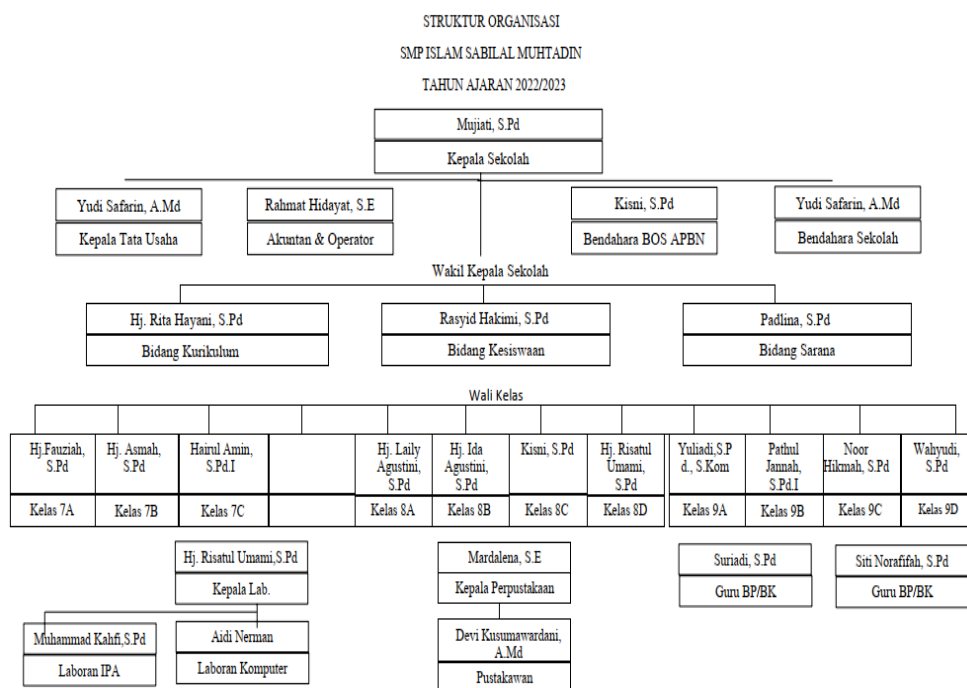 STRUKTUR ORGANISASI
SMP ISLAM SABILAL MUHTADIN
TAHUN AJARAN 2022/2023
Mujiati, S.Pd
Kepala Sekolah
Yudi Safarin, A.Md
Kepala Tata Usaha
Rahmat Hidayat, S.E
Akuntan & Operator
Kisni, S.Pd
Bendahara BOS APBN
Yudi Safarin, A.Md
Bendahara Sekolah
Wakil Kepala Sekolah
Hj. Rita Hayani, S.Pd
Bidang Kurikulum
Rasyid Hakimi, S.Pd
Bidang Kesiswaan
Padlina, S.Pd
Bidang Sarana
Wali Kelas
Hj.Fauziah,
S.Pd
Kelas 7A
Hj. Asmah,
S.Pd
Kelas 7B
Hairul Amin,
S.Pd.I
Kelas 7C
Hj. Laily
Agustini,
S.Pd
Kelas 8A
Hj. Ida
Agustini,
S.Pd
Kelas 8B
Kisni, S.Pd
Kelas 8C
Hj. Risatul
Umami,
S.Pd
Kelas 8D
Yuliadi,S.P
d., S.Kom
Kelas 9A
Pathul
Jannah,
S.Pd.I
Kelas 9B
Noor
Hikmah, S.Pd
Kelas 9C
Wahyudi,
S.Pd
Kelas 9D
Hj. Risatul Umami,S.Pd
Kepala Lab.
Muhammad Kahfi,S.Pd
Laboran IPA
Aidi Nerman
Laboran Komputer
Mardalena, S.E
Kepala Perpustakaan
Devi Kusumawardani,
A.Md
Pustakawan
Suriadi, S.Pd
Guru BP/BK
Siti Norafifah, S.Pd
Guru BP/BK